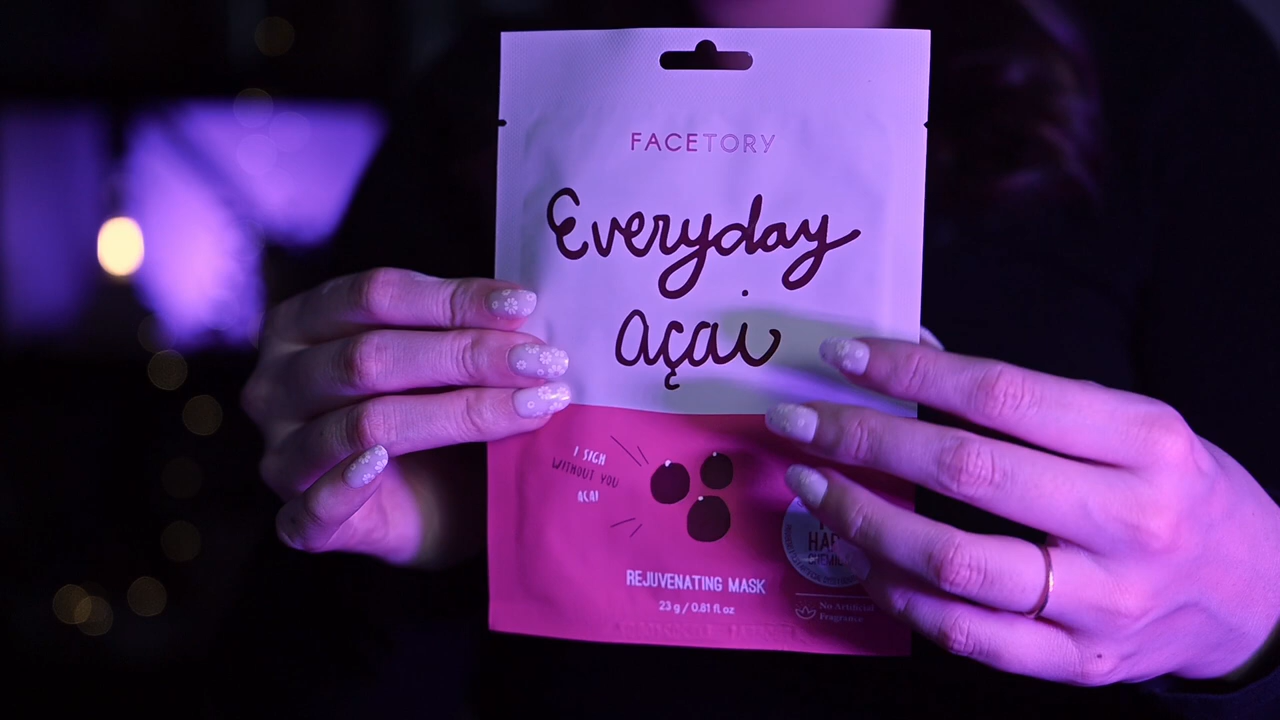 FACETORY
Everyday
açai
I SIGH
WITHOUT YOU
AÇAI
REJUVENATING MASK
23 g / 0.81 fl oz
No Artificial
Fragrance